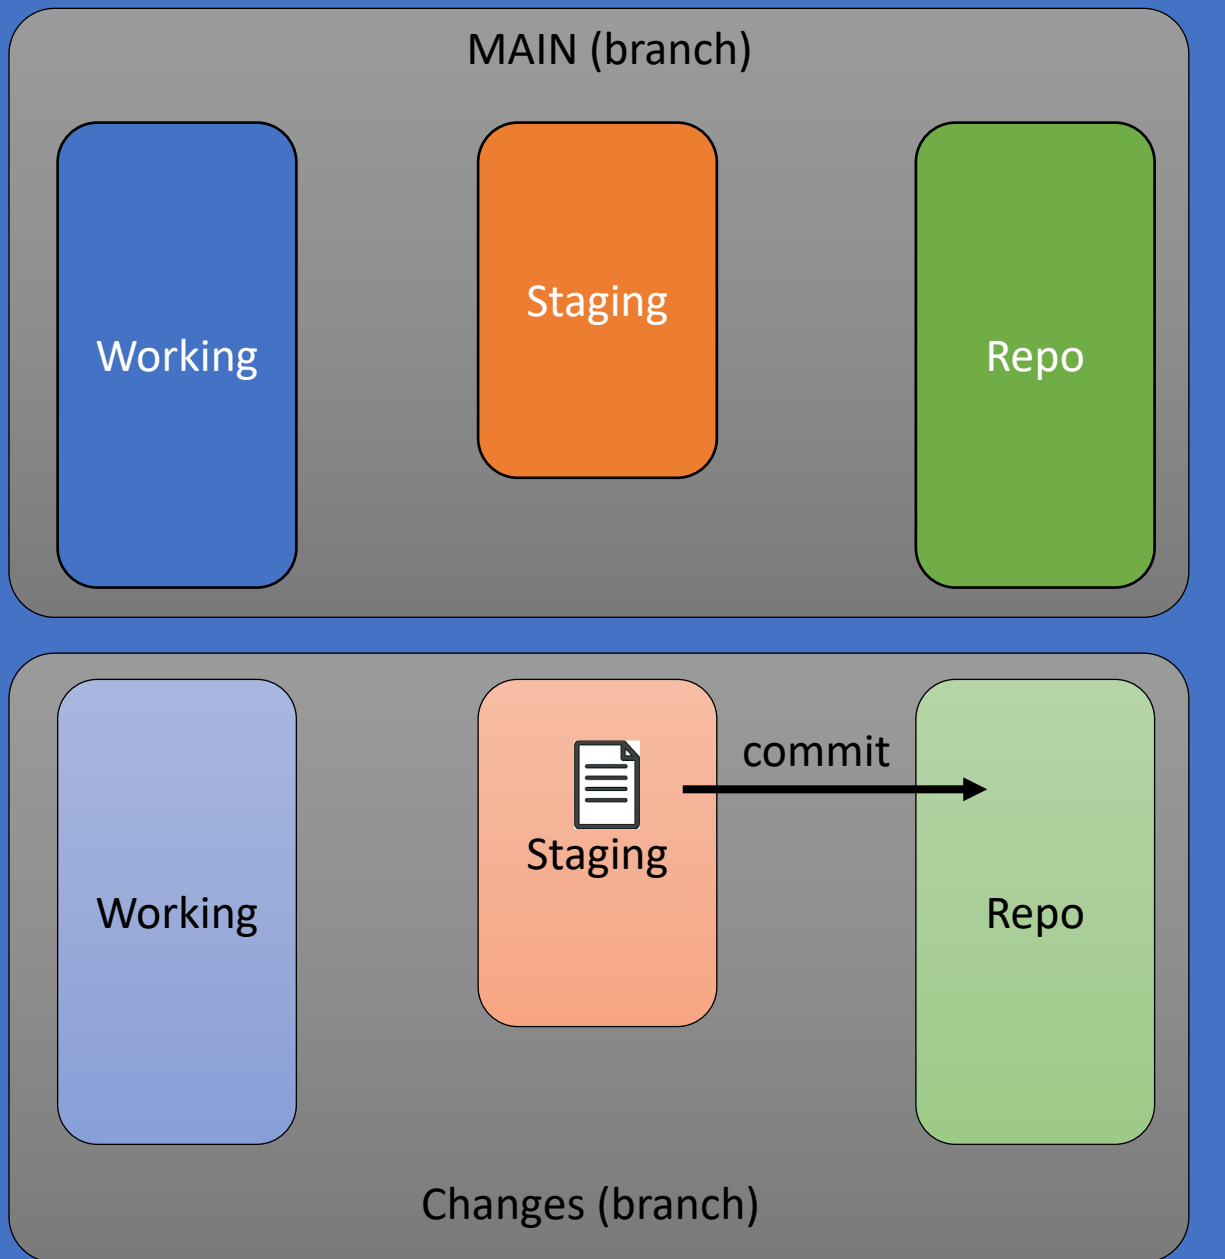 MAIN (branch)
Working
Staging
Repo
commit
Staging
Working
Repo
Changes (branch)